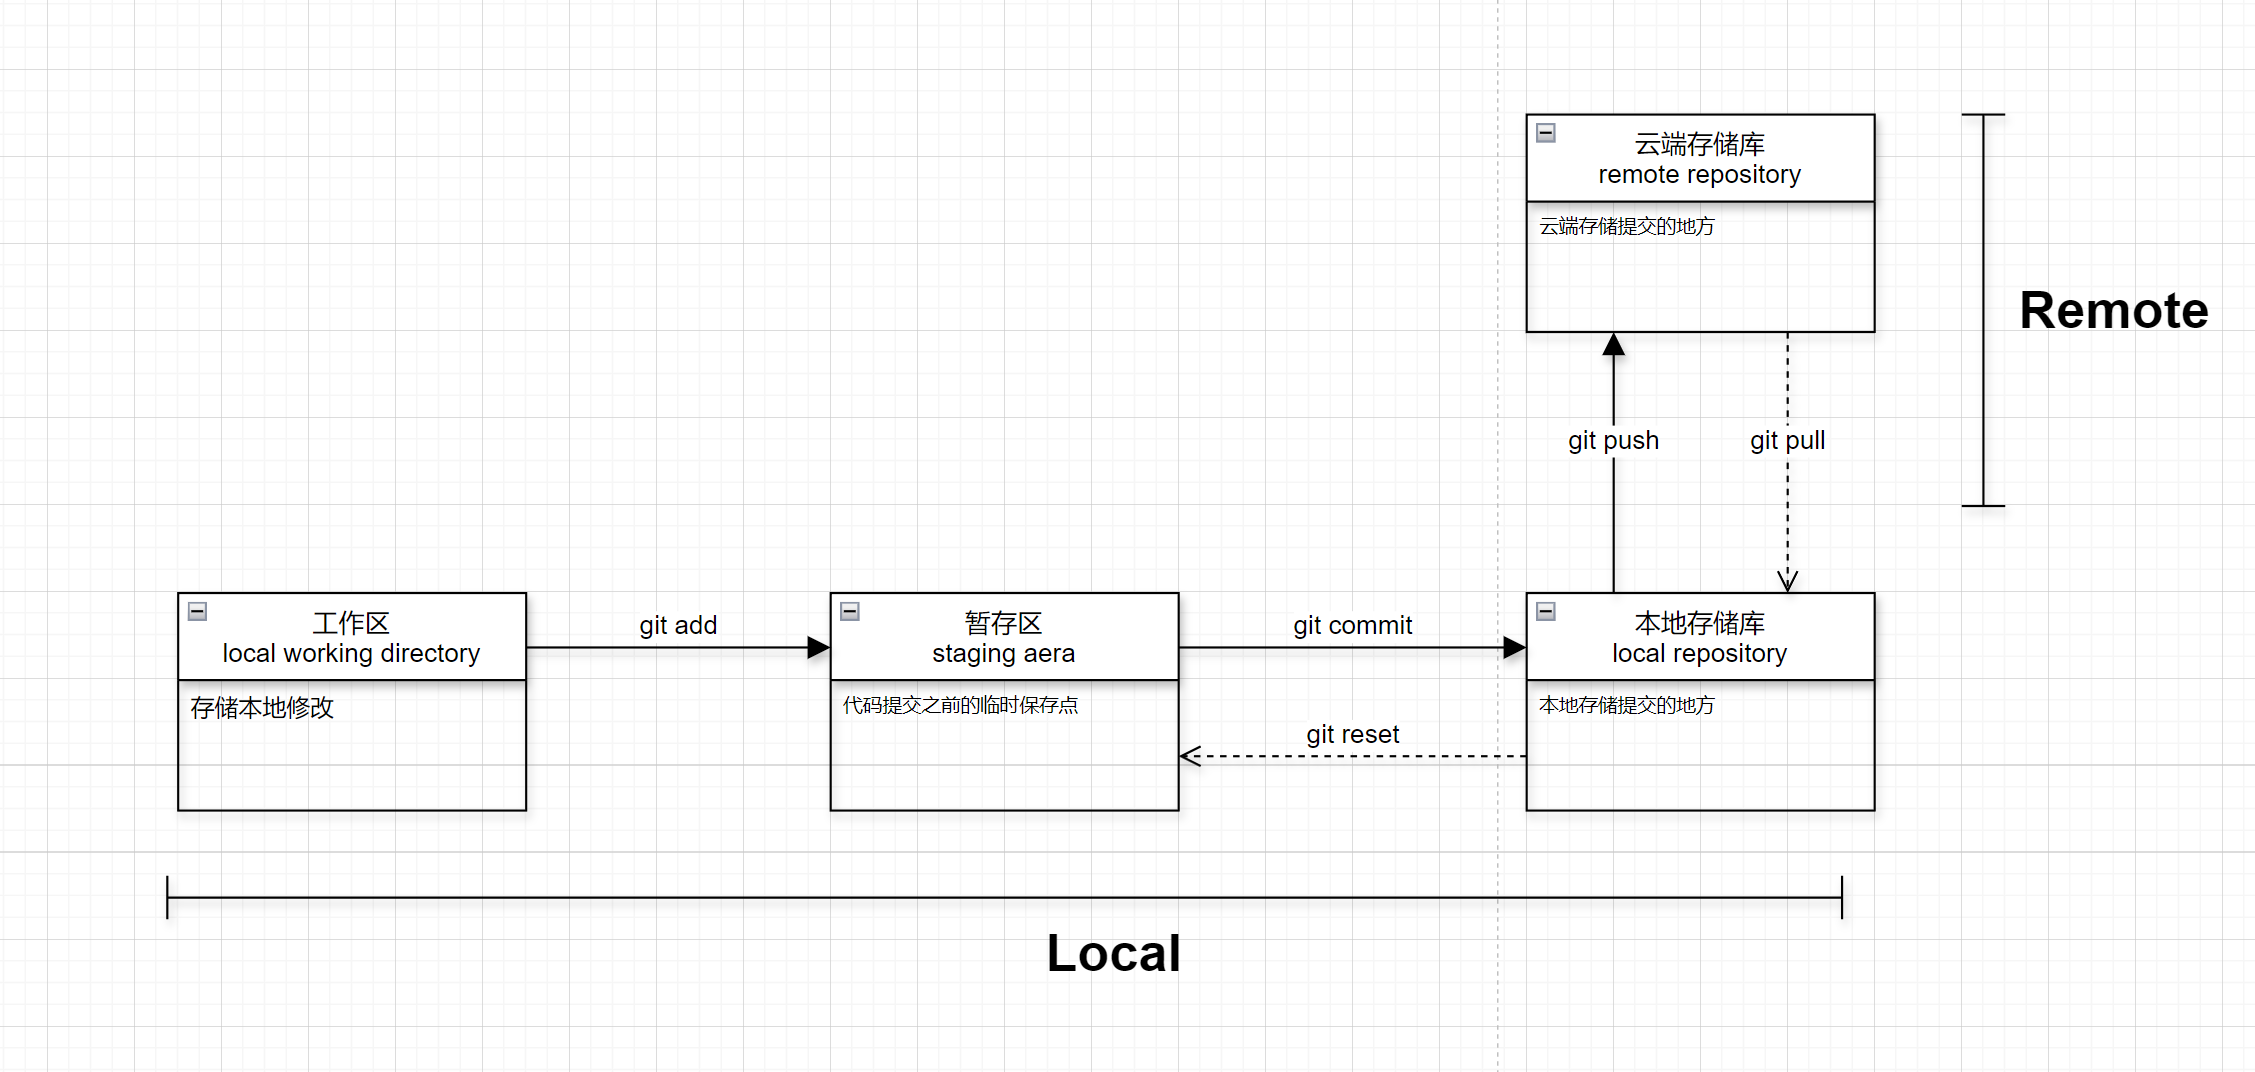 云端存储库
remote repository
云端存储提交的地方
Remote
git push
git pull
工作区
local working directory
存储本地修改
git add
暂存区
staging aera
代码提交之前的临时保存点
git commit
git reset
本地存储库
local repository
本地存储提交的地方
Local